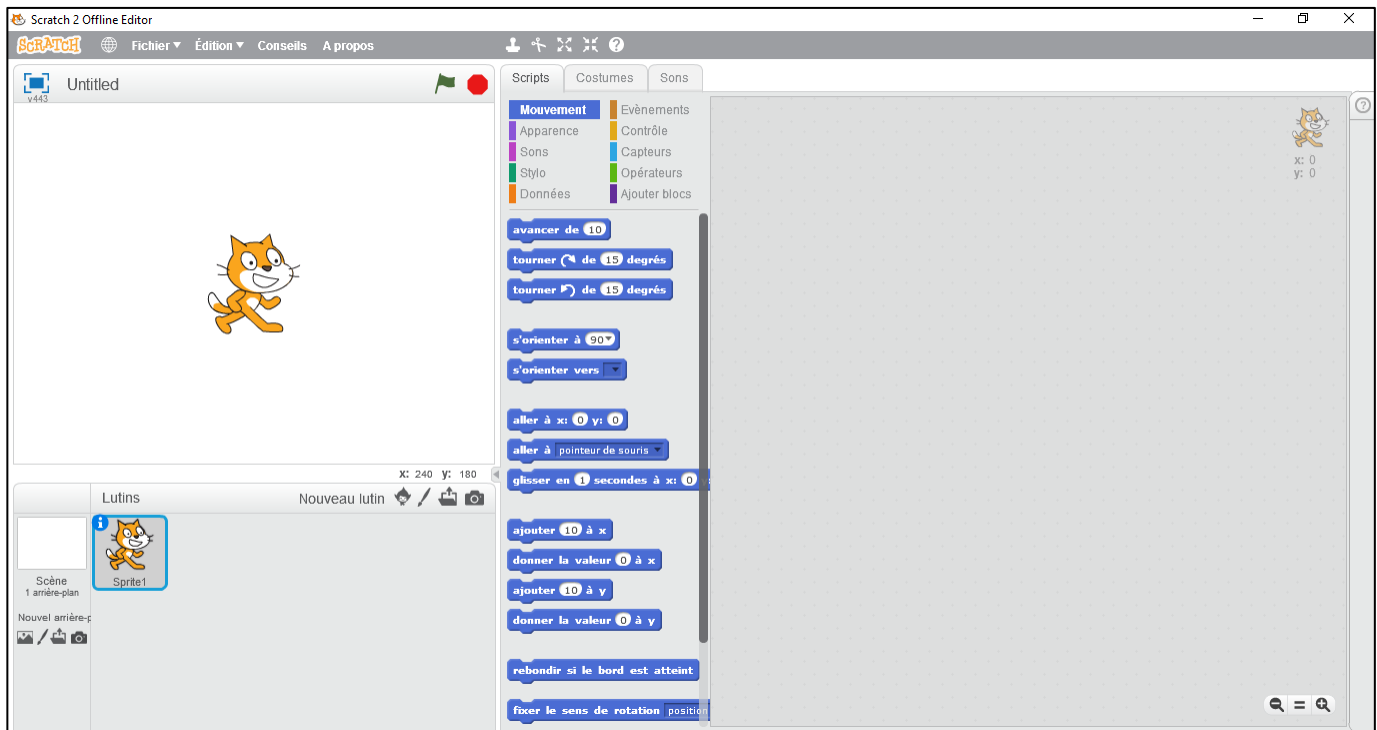 Scratch 2 Offline Editor
SCRATCH Fichier Édition Conseils A propos
v443
Untitled
Scripts Costumes Sons
Mouvement Evènements
Apparence Contrôle
Sons Capteurs
Stylo Opérateurs
Données Ajouter blocs
avancer de 10
tourner de 15 degrés
tourner de 15 degrés
s'orienter à 90
s'orienter vers
aller à x: 0 y: 0
aller à pointeur de souris
glisser en 1 secondes à x: 0 y:
ajouter 10 à x
donner la valeur 0 à x
ajouter 10 à y
donner la valeur 0 à y
rebondir si le bord est atteint
fixer le sens de rotation position
x: 0
y: 0
X: 240 Y: 180
Lutins Nouveau lutin
Scène
1 arrière-plan
Nouvel arrière-p
Sprite1